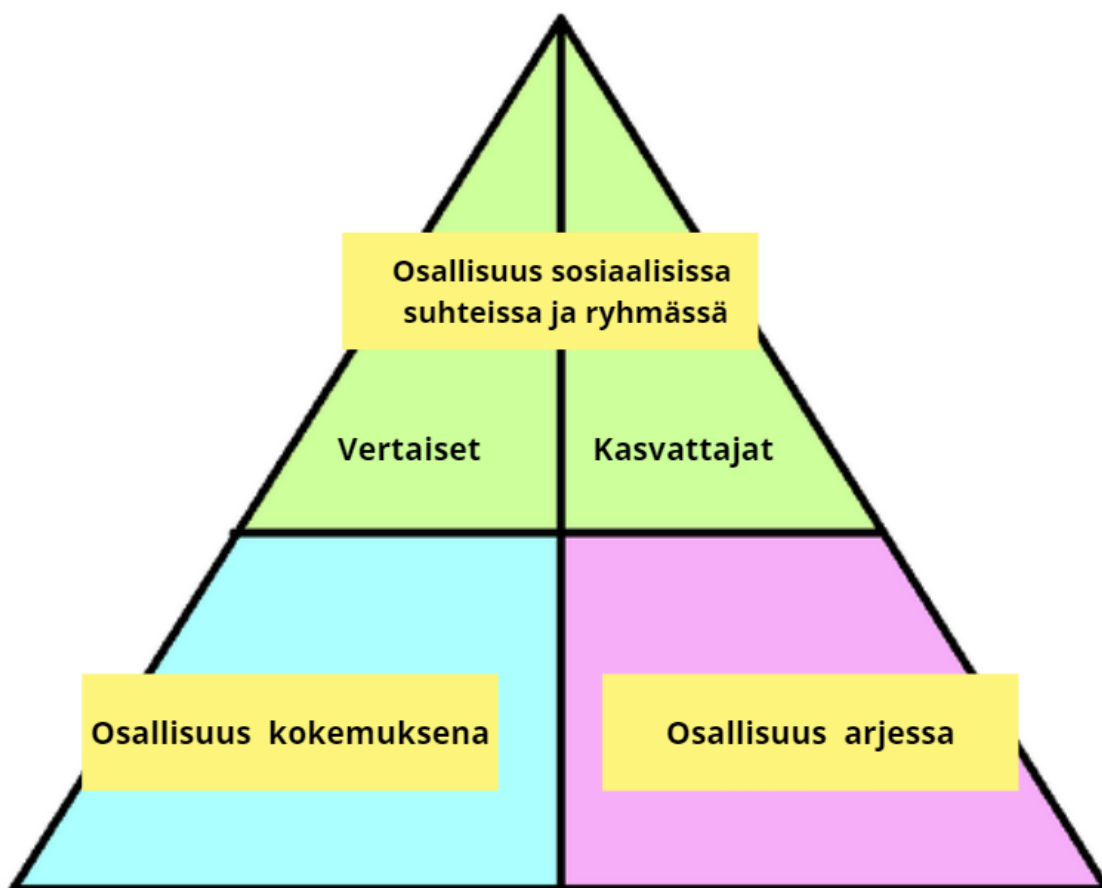 Osallisuus sosiaalisissa
suhteissa ja ryhmässä
Vertaiset
Kasvattajat
Osallisuus kokemuksena
Osallisuus arjessa